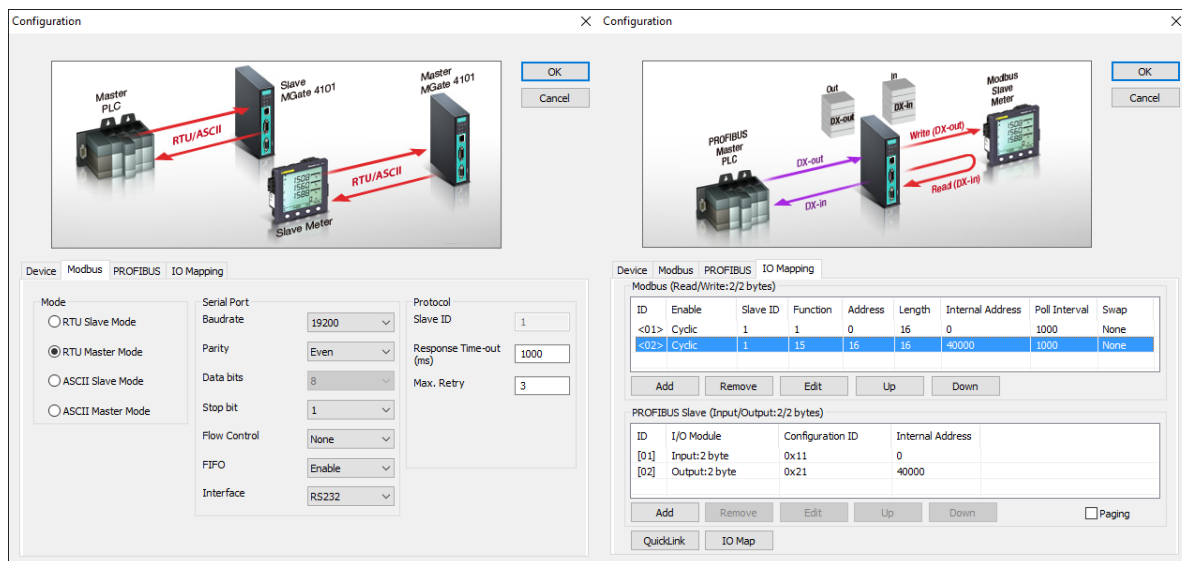 Configuration
Master
PLC
RTU/ASCII
Slave
MGate 4101
Master
MGate 4101
RTU/ASCII
Slave Meter
1508
1560
1588
OK
Cancel
Device Modbus PROFIBUS IO Mapping
Mode
RTU Slave Mode
RTU Master Mode
ASCII Slave Mode
ASCII Master Mode
Serial Port
Baudrate 19200
Parity Even
Data bits 8
Stop bit 1
Flow Control None
FIFO Enable
Interface RS232
Protocol
Slave ID 1
Response Time-out
(ms) 1000
Max. Retry 3
Configuration
Out
DX-out
In
DX-in
Modbus
Slave
Meter
1508
1560
1588
PROFIBUS
Master
PLC
DX-out
DX-in
Write (DX-out)
Read (DX-in)
OK
Cancel
Device Modbus PROFIBUS IO Mapping
Modbus (Read/Write:2/2 bytes)
ID Enable Slave ID Function Address Length Internal Address Poll Interval Swap
<01> Cyclic 1 1 0 16 0 1000 None
<02> Cyclic 1 15 16 16 40000 1000 None
Add Remove Edit Up Down
PROFIBUS Slave (Input/Output:2/2 bytes)
ID I/O Module Configuration ID Internal Address
[01] Input:2 byte 0x11 0
[02] Output:2 byte 0x21 40000
Add Remove Edit Up Down Paging
QuickLink IO Map